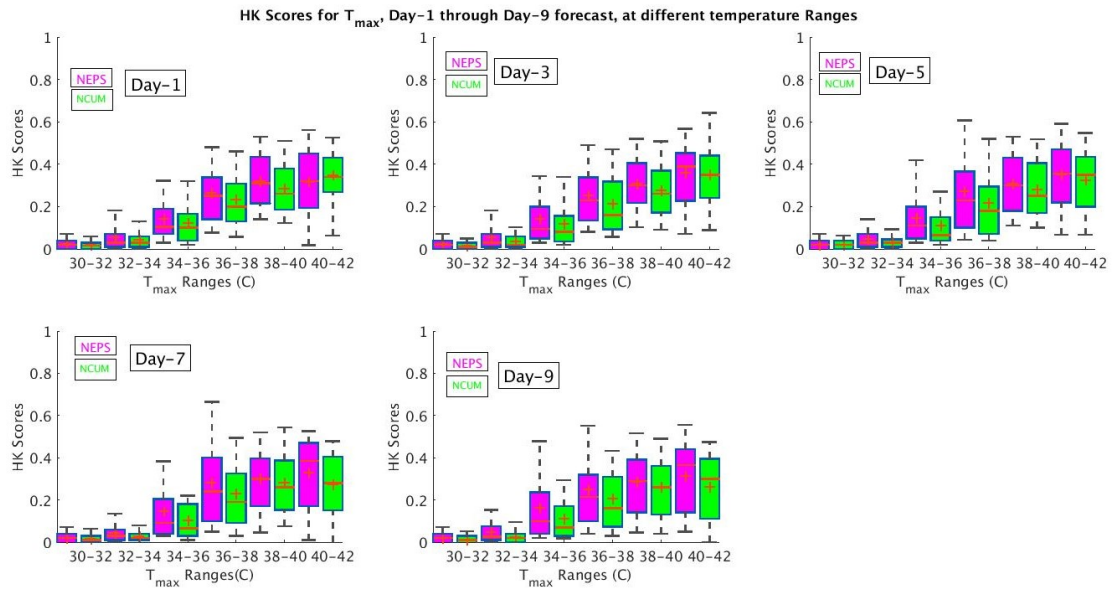 HK Scores for Tmax, Day-1 through Day-9 forecast, at different temperature Ranges
1
0.8
0.6
0.4
0.2
0
HK Scores
NEPS
NCUM
Day-1
30-32 32-34 34-36 36-38 38-40 40-42
Tmax Ranges (C)
1
0.8
0.6
0.4
0.2
0
HK Scores
NEPS
NCUM
Day-3
30-32 32-34 34-36 36-38 38-40 40-42
Tmax Ranges (C)
1
0.8
0.6
0.4
0.2
0
HK Scores
NEPS
NCUM
Day-5
30-32 32-34 34-36 36-38 38-40 40-42
Tmax Ranges (C)
1
0.8
0.6
0.4
0.2
0
HK Scores
NEPS
NCUM
Day-7
30-32 32-34 34-36 36-38 38-40 40-42
Tmax Ranges(C)
1
0.8
0.6
0.4
0.2
0
HK Scores
NEPS
NCUM
Day-9
30-32 32-34 34-36 36-38 38-40 40-42
Tmax Ranges (C)